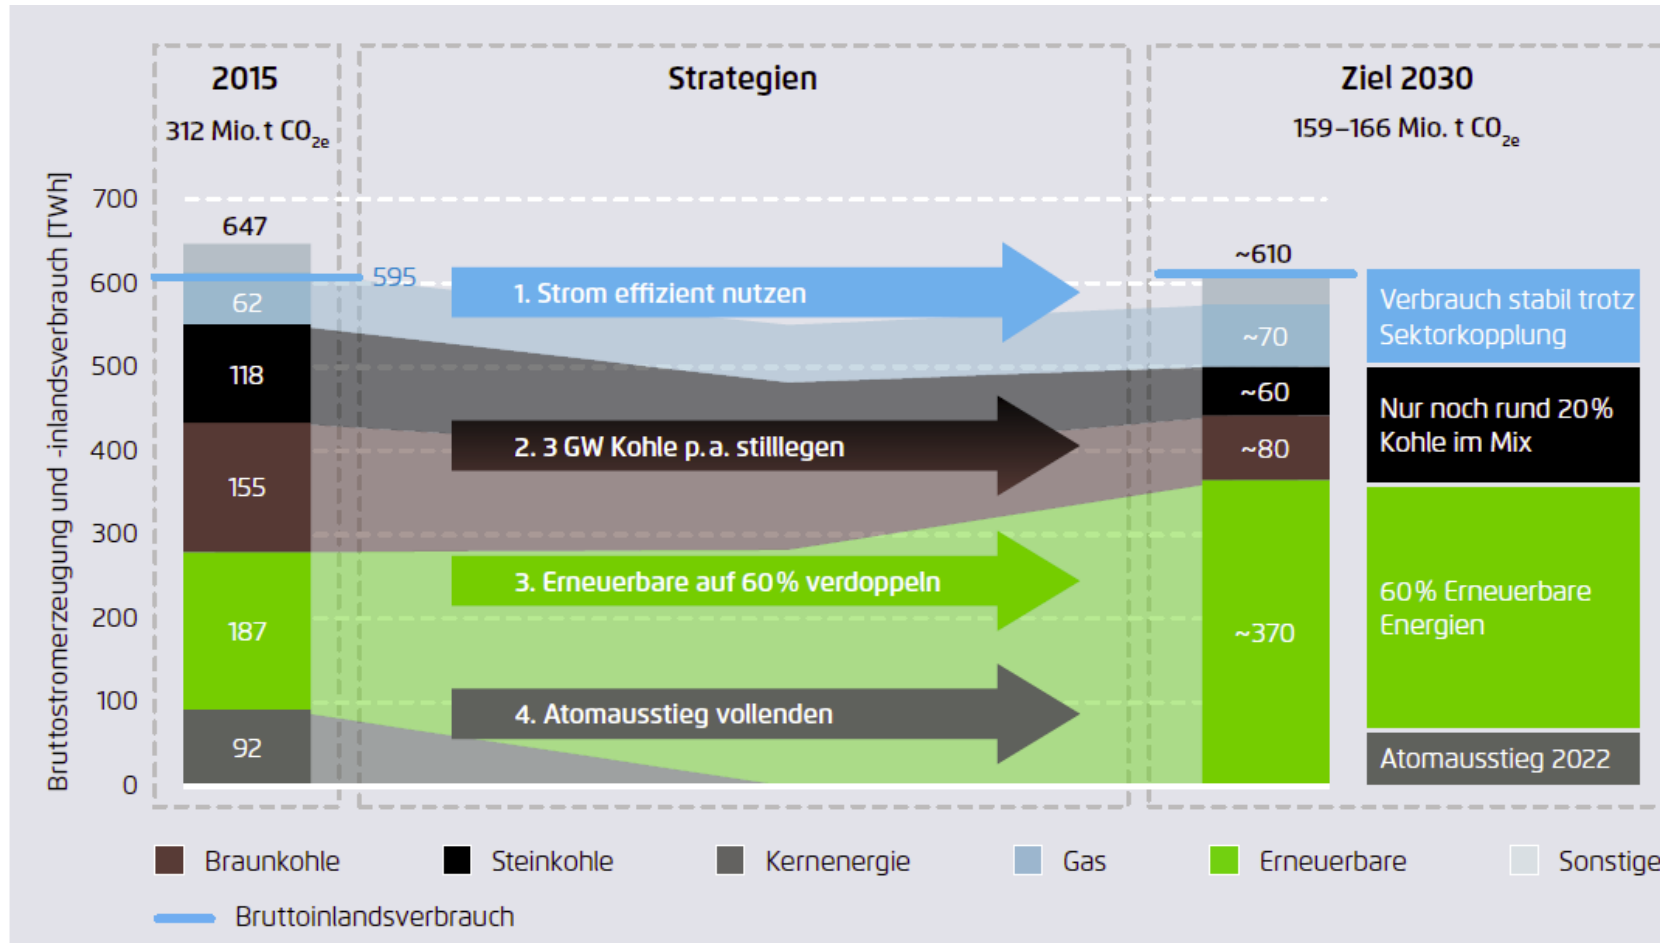 2015
312 Mio. t CO2e
Strategien
Ziel 2030
159–166 Mio. t CO2e
Bruttostromerzeugung und -inlandsverbrauch [TWh]
700
600
500
400
300
200
100
0
647
595
62
118
155
187
92
1. Strom effizient nutzen
2. 3 GW Kohle p. a. stilllegen
3. Erneuerbare auf 60 % verdoppeln
4. Atomausstieg vollenden
~610
~70
~60
~80
~370
Verbrauch stabil trotz
Sektorkopplung
Nur noch rund 20 %
Kohle im Mix
60 % Erneuerbare
Energien
Atomausstieg 2022
Braunkohle
Steinkohle
Kernenergie
Gas
Erneuerbare
Sonstige
Bruttoinlandsverbrauch